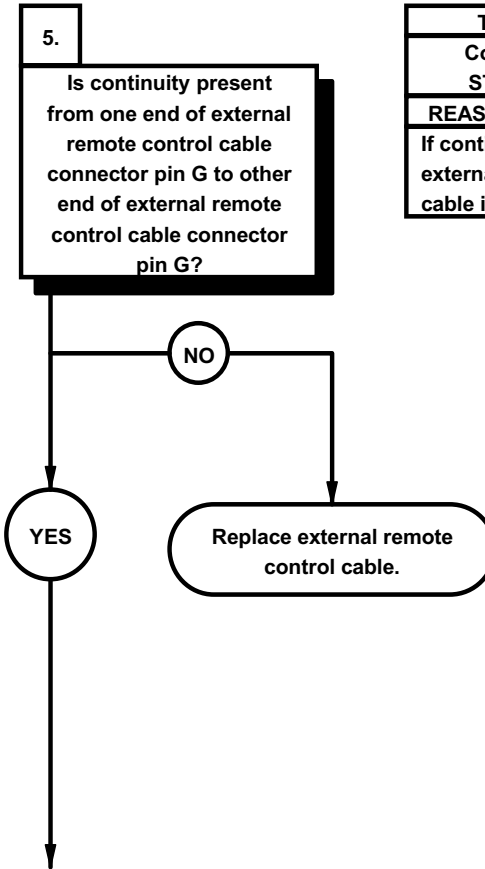 5.
Is continuity present
from one end of external
remote control cable
connector pin G to other
end of external remote
control cable connector
pin G?
T
Co
ST
REAS
If cont
extern
cable i
NO
YES
Replace external remote
control cable.